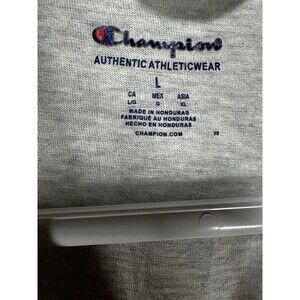 Champion
AUTHENTIC ATHLETICWEAR
L
CA MEX ASIA
L/G G XL
MADE IN HONDURAS
FABRIQUÉ AU HONDURAS
HECHO EN HONDURAS
CHAMPION.COM